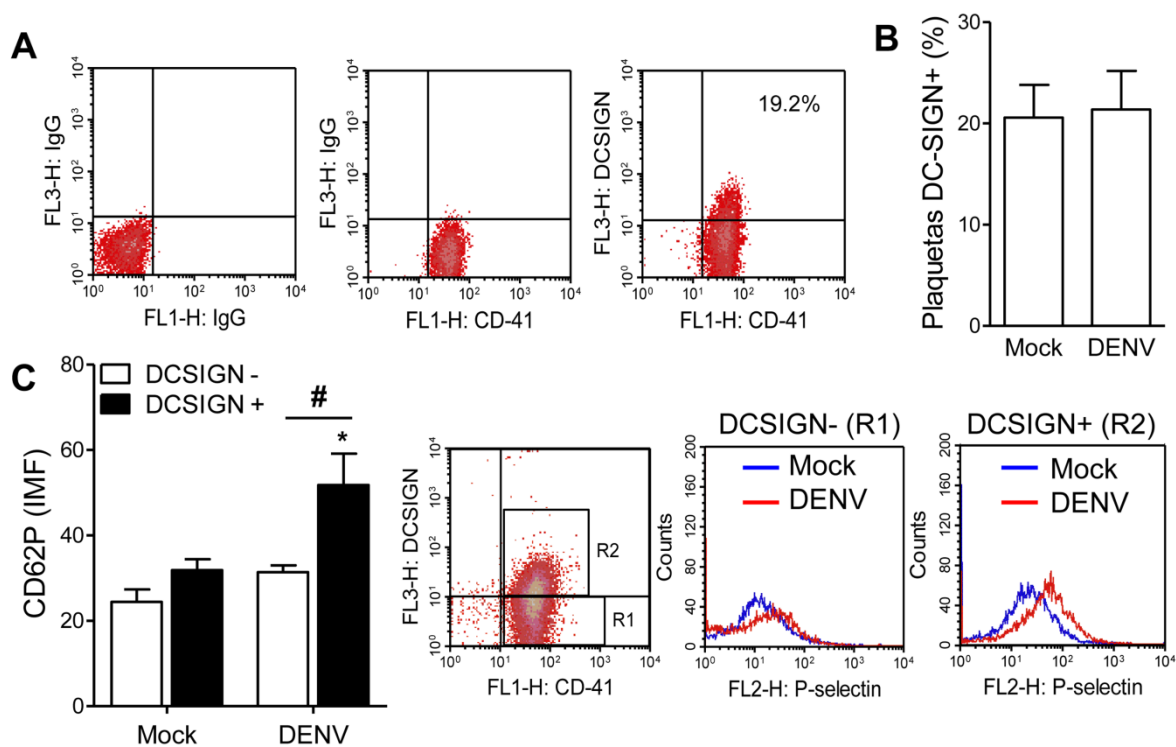 A
FL3-H: IgG
10⁴
10³
10²
10¹
10⁰
10⁰ 10¹ 10² 10³ 10⁴
FL1-H: IgG
FL3-H: IgG
10⁴
10³
10²
10¹
10⁰
10⁰ 10¹ 10² 10³ 10⁴
FL1-H: CD-41
FL3-H: DCSIGN
19.2%
10⁴
10³
10²
10¹
10⁰
10⁰ 10¹ 10² 10³ 10⁴
FL1-H: CD-41
B
Plaquetas DC-SIGN+ (%)
30
20
10
0
Mock DENV
C
CD62P (IMF)
80
60
40
20
0
DCSIGN -
DCSIGN +
#
*
Mock DENV
FL3-H: DCSIGN
10⁴
10³
10²
10¹
10⁰
R2
R1
10⁰ 10¹ 10² 10³ 10⁴
FL1-H: CD-41
DCSIGN- (R1)
Mock
DENV
Counts
200
160
120
80
40
0
10⁰ 10¹ 10² 10³ 10⁴
FL2-H: P-selectin
DCSIGN+ (R2)
Mock
DENV
Counts
200
160
120
80
40
0
10⁰ 10¹ 10² 10³ 10⁴
FL2-H: P-selectin